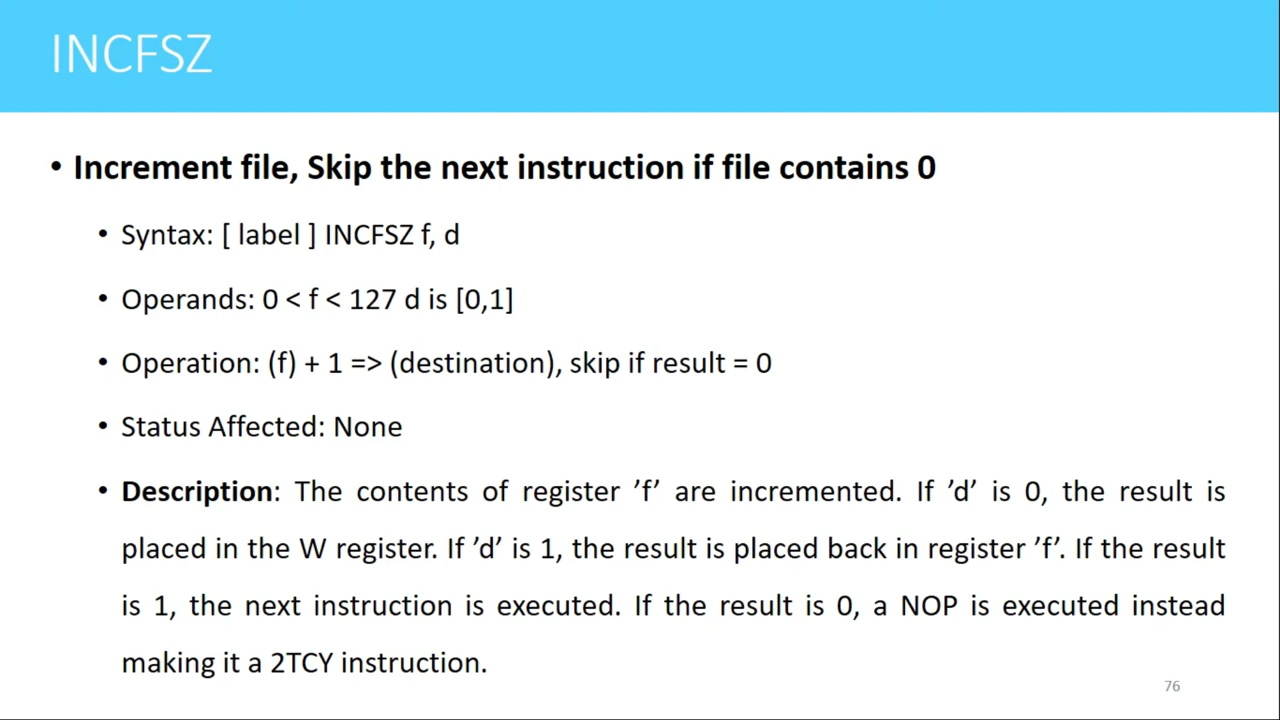 INCFSZ
• Increment file, Skip the next instruction if file contains 0
• Syntax: [ label ] INCFSZ f, d
• Operands: 0 < f < 127 d is [0,1]
• Operation: (f) + 1 => (destination), skip if result = 0
• Status Affected: None
• Description: The contents of register ’f’ are incremented. If ’d’ is 0, the result is
placed in the W register. If ’d’ is 1, the result is placed back in register ’f’. If the result
is 1, the next instruction is executed. If the result is 0, a NOP is executed instead
making it a 2TCY instruction.
76